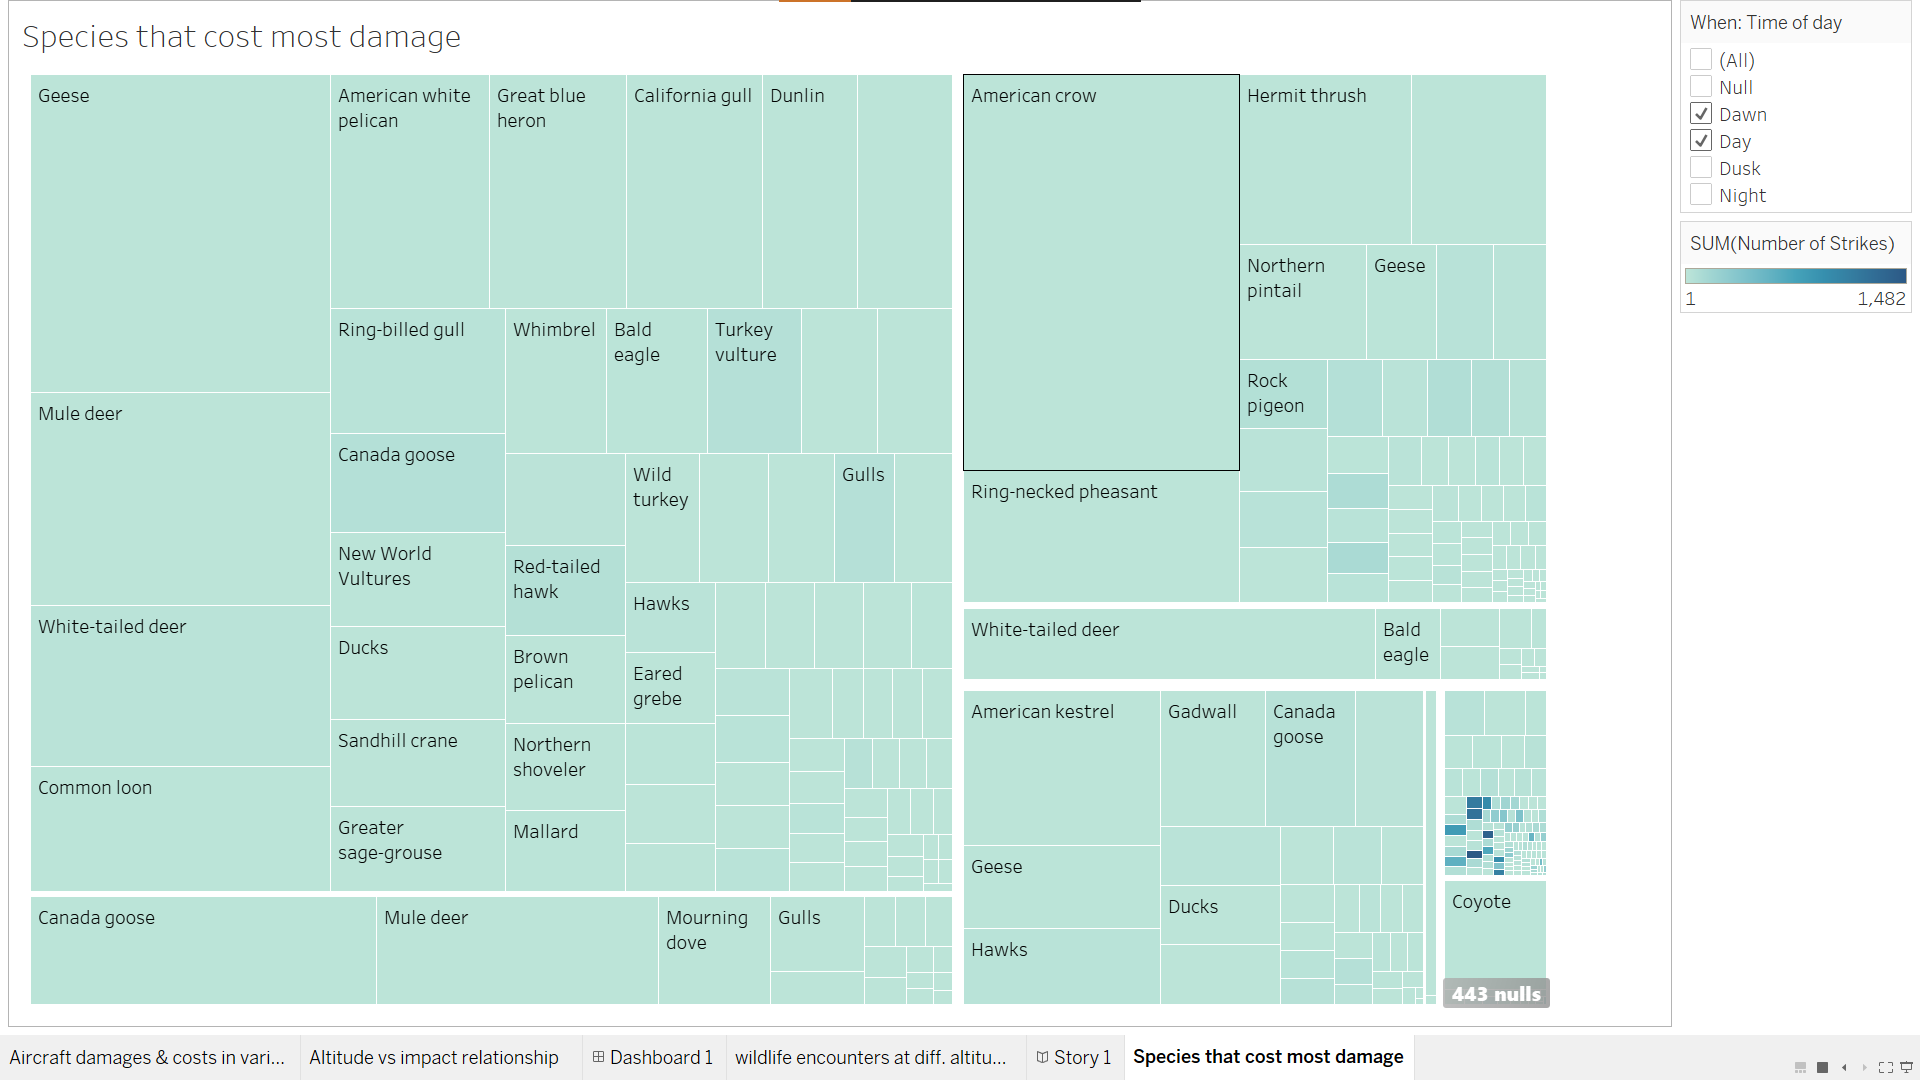 Species that cost most damage
Geese
American white
pelican
Great blue
heron
California gull
Dunlin
Mule deer
White-tailed deer
Common loon
Ring-billed gull
Whimbrel
Bald
eagle
Turkey
vulture
Canada goose
Wild
turkey
Gulls
New World
Vultures
Red-tailed
hawk
Hawks
Ducks
Brown
pelican
Eared
grebe
Sandhill crane
Northern
shoveler
Greater
sage-grouse
Mallard
Canada goose
Mule deer
Mourning
dove
Gulls
American crow
Hermit thrush
Northern
pintail
Geese
Rock
pigeon
Ring-necked pheasant
White-tailed deer
Bald
eagle
American kestrel
Gadwall
Canada
goose
Geese
Ducks
Hawks
Coyote
443 nulls
When: Time of day
(All)
Null
Dawn
Day
Dusk
Night
SUM(Number of Strikes)
1
1,482
Aircraft damages & costs in vari...
Altitude vs impact relationship
Dashboard 1
wildlife encounters at diff. altitu...
Story 1
Species that cost most damage